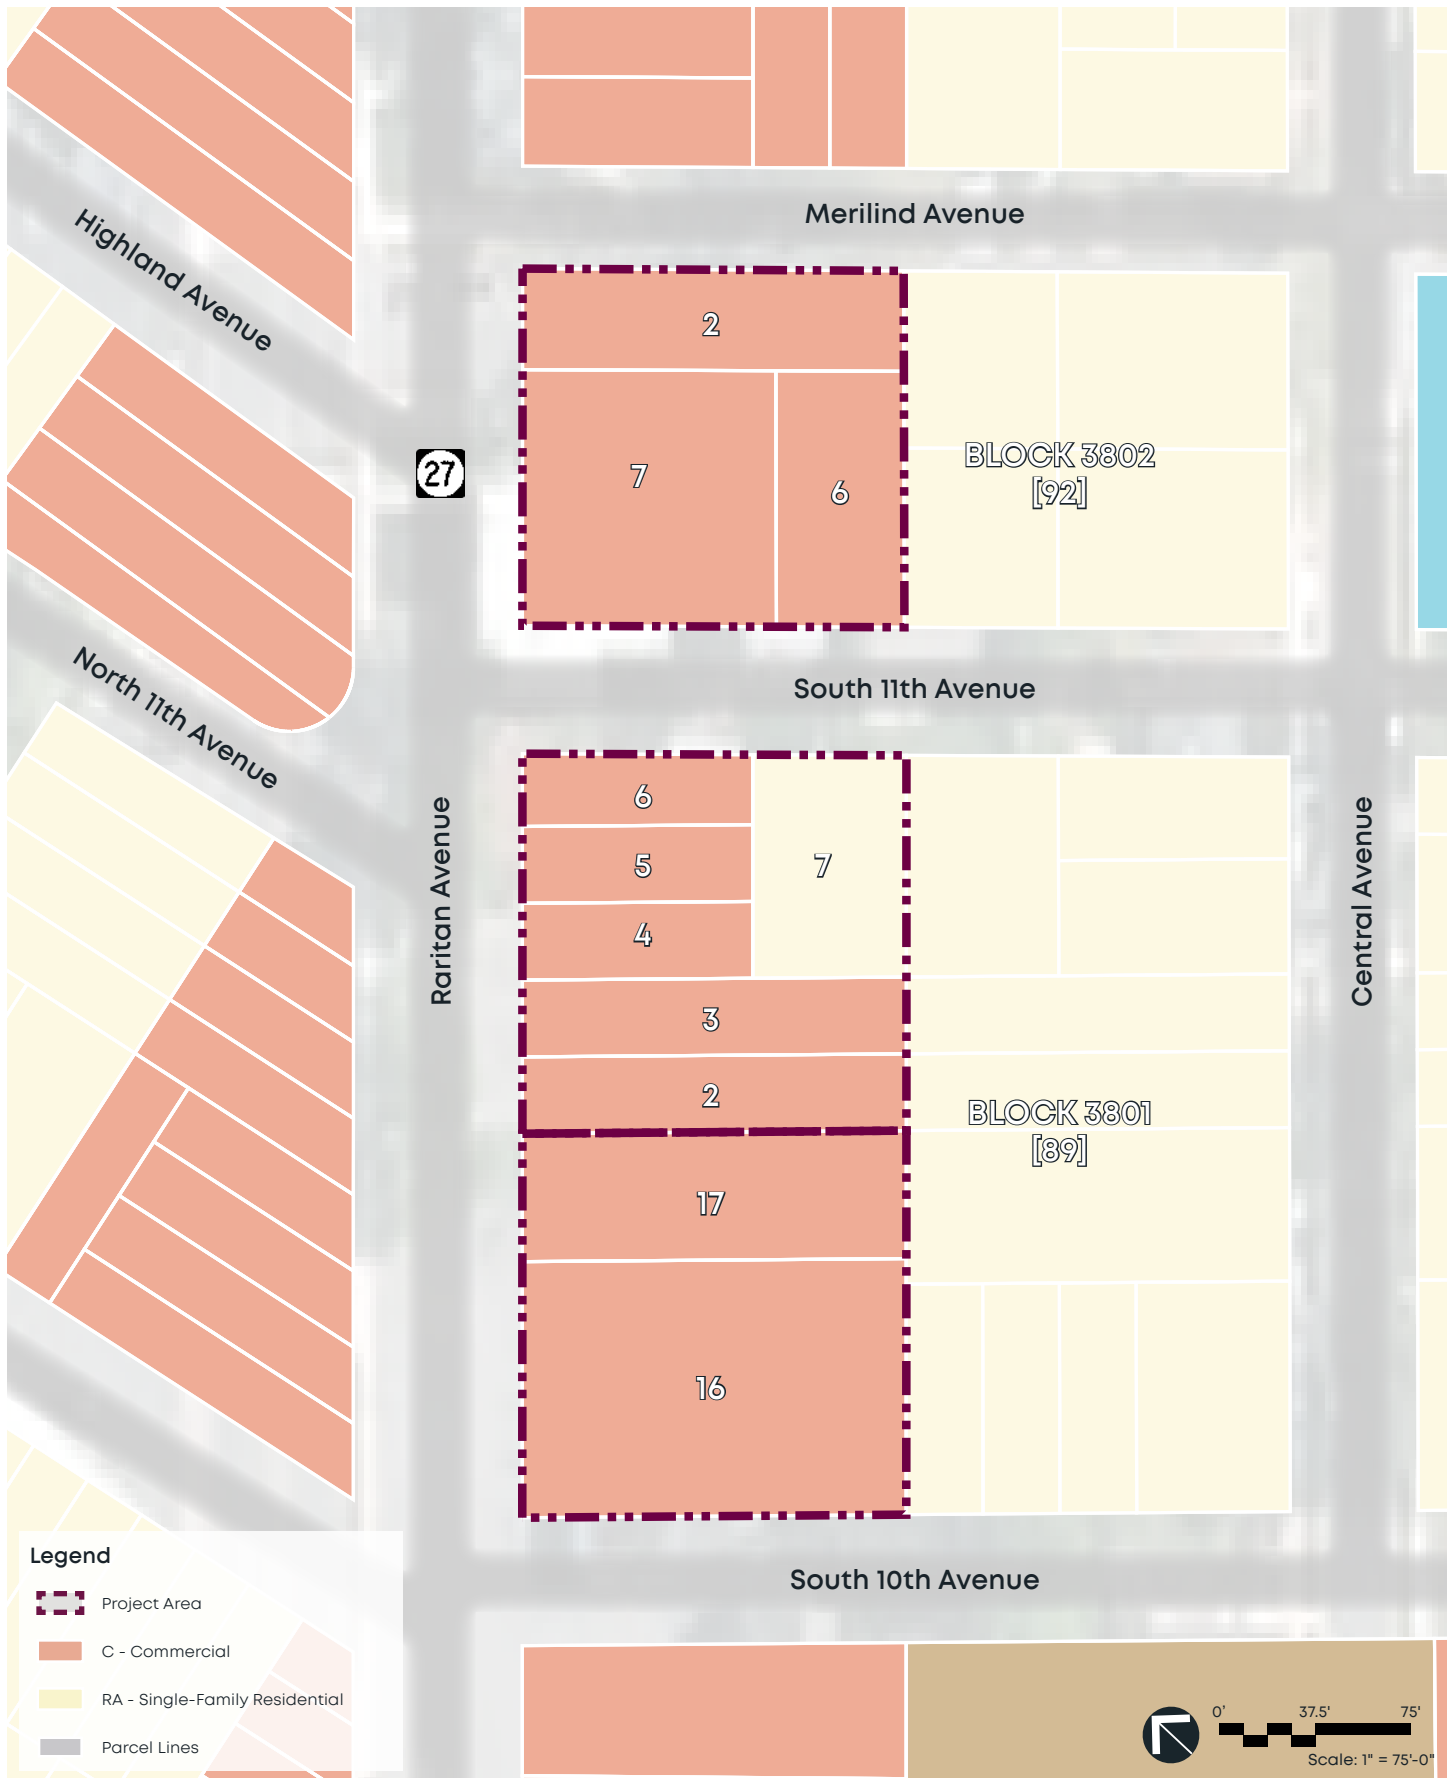 Merilind Avenue
Highland Avenue
2
7
6
27
BLOCK 3802
[92]
North 11th Avenue
South 11th Avenue
6
5
4
7
3
2
17
16
Raritan Avenue
Central Avenue
BLOCK 3801
[89]
South 10th Avenue
Legend
Project Area
C - Commercial
RA - Single-Family Residential
Parcel Lines
0' 37.5' 75'
Scale: 1" = 75'-0"